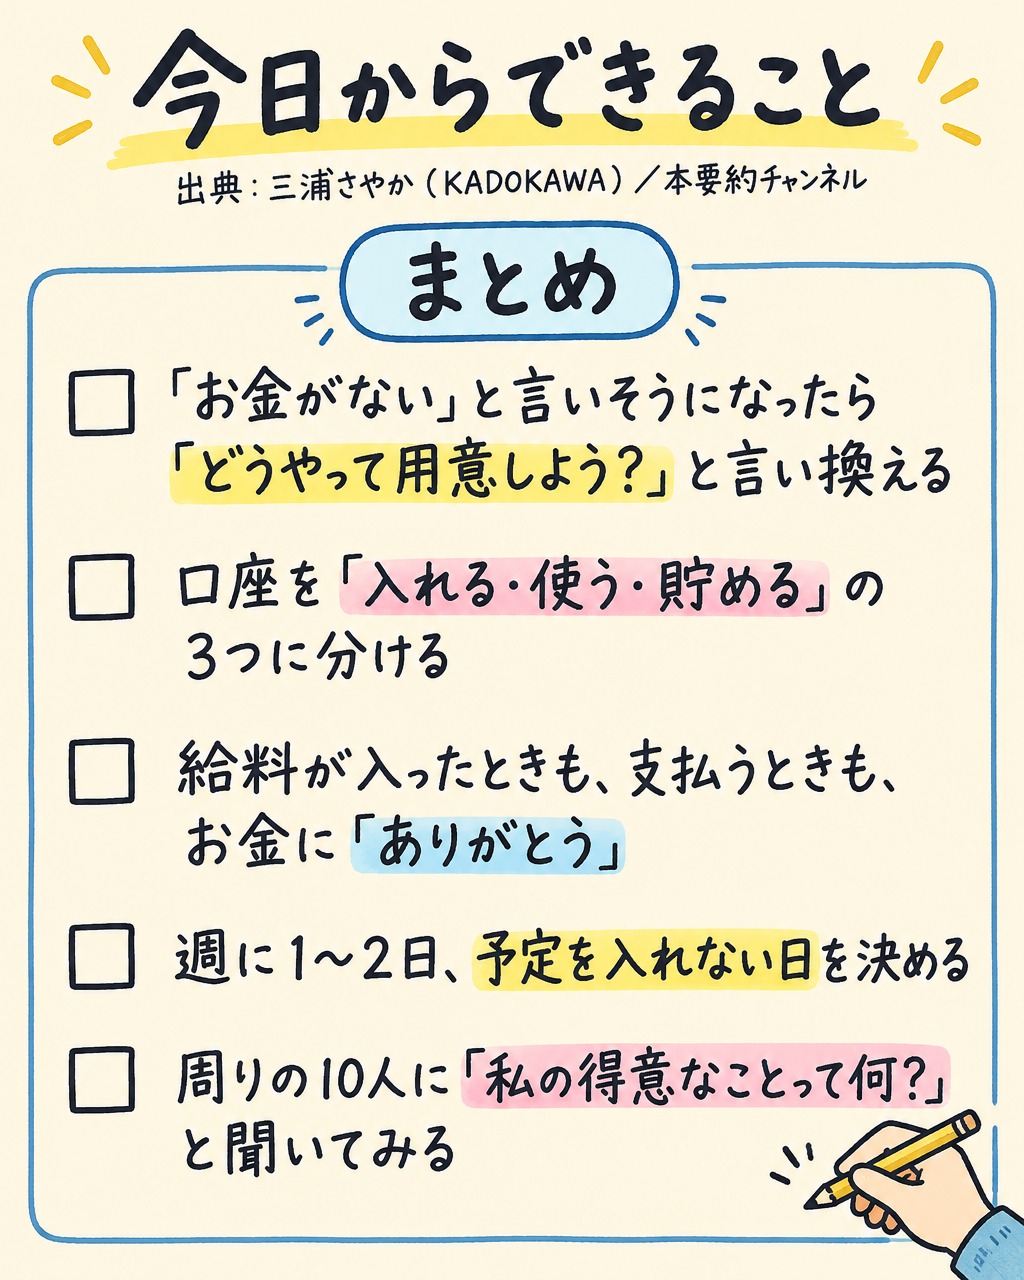 今日からできること
出典：三浦さやか（KADOKAWA）／本要約チャンネル
まとめ
「お金がない」と言いそうになったら
「どうやって用意しよう？」と言い換える
口座を「入れる・使う・貯める」の
3つに分ける
給料が入ったときも、支払うときも、
お金に「ありがとう」
週に1〜2日、予定を入れない日を決める
周りの10人に「私の得意なことって何？」
と聞いてみる